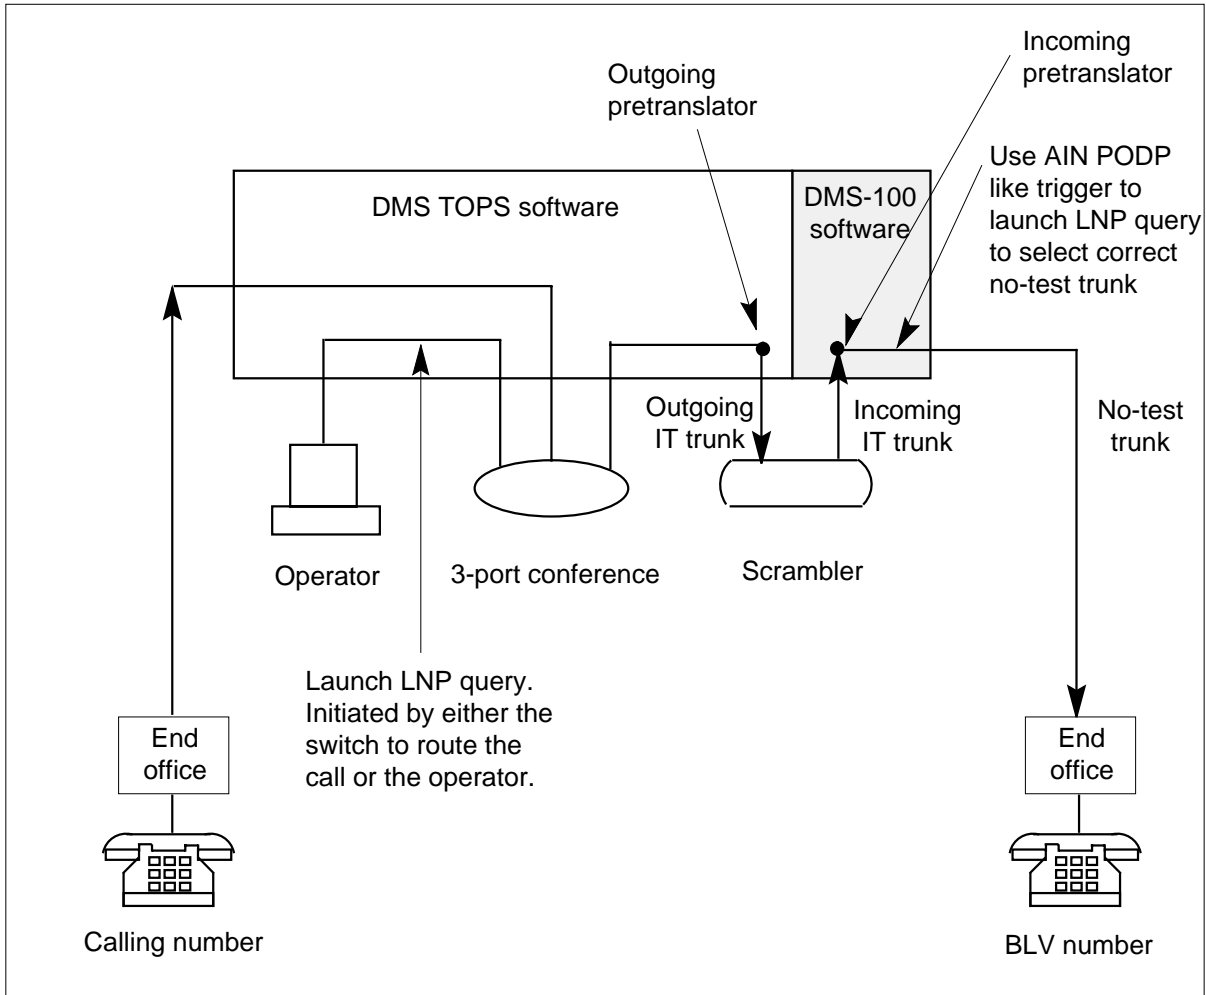 Incoming
pretranslator
Outgoing
pretranslator
Use AIN PODP
like trigger to
launch LNP query
to select correct
no-test trunk
DMS TOPS software
DMS-100
software
Outgoing
IT trunk
Incoming
IT trunk
No-test
trunk
Operator
3-port conference
Scrambler
Launch LNP query.
Initiated by either the
switch to route the
call or the operator.
End
office
End
office
Calling number
BLV number